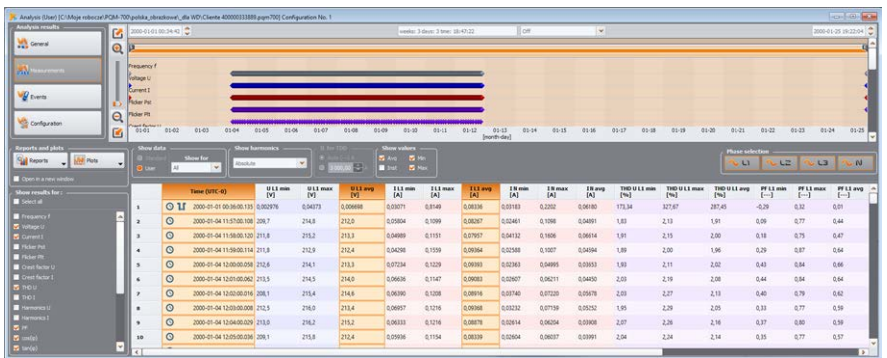 Analysis (User) [C:\Moje robocze\PQM-700\polska_obrazkowa\_dla WD\Cliente 400000333888.pqm700] Configuration No. 1
Analysis results
General
Measurements
Events
Configuration
2000-01-01 00:34:42
weeks: 3 days: 3 time: 18:47:22
Off
2000-01-25 19:22:04
Frequency f
Voltage U
Current I
Flicker Pst
Flicker Plt
Crest factor U
01-01 01-02 01-03 01-04 01-05 01-06 01-07 01-08 01-09 01-10 01-11 01-12 01-13 01-14 01-15 01-16 01-17 01-18 01-19 01-20 01-21 01-22 01-23 01-24 01-25
[month-day]
Reports and plots
Reports
Plots
Open in a new window
Show data
Standard
User
Show for
All
Show harmonics
Absolute
Show values
Avg
Min
Inst
Max
Phase selection
L1
L2
L3
N
Show results for:
Select all
Frequency f
Voltage U
Current I
Flicker Pst
Flicker Plt
Crest factor U
Crest factor I
THD U
THD I
Harmonics U
Harmonics I
PF
cos(φ)
tan(φ)
Time (UTC-0) U L1 min [V] U L1 max [V] U L1 avg [V] I L1 min [A] I L1 max [A] I L1 avg [A] I N min [A] I N max [A] I N avg [A] THD U L1 min [%] THD U L1 max [%] THD U L1 avg [%] PF L1 min [---] PF L1 max [---] PF L1 avg [---]
1 2000-01-01 00:36:00.135 0,002976 0,04373 0,006698 0,03071 0,8149 0,08336 0,03183 0,2202 0,06180 173,34 327,67 287,45 -0,29 0,32 0,01
2 2000-01-04 11:57:00.108 209,7 214,8 212,0 0,05804 0,1099 0,08267 0,02461 0,1098 0,04891 1,83 2,13 1,91 0,09 0,77 0,44
3 2000-01-04 11:58:00.120 211,8 215,2 213,3 0,04989 0,1151 0,07957 0,04132 0,1606 0,06614 1,91 2,15 2,00 0,18 0,75 0,47
4 2000-01-04 11:59:00.114 211,9 212,9 212,4 0,04298 0,1559 0,09364 0,02588 0,1007 0,04594 1,89 2,00 1,96 0,29 0,87 0,64
5 2000-01-04 12:00:00.058 212,6 214,1 213,3 0,07234 0,1229 0,09393 0,02363 0,04995 0,03653 1,93 2,11 2,02 0,43 0,84 0,66
6 2000-01-04 12:01:00.062 213,5 214,5 214,0 0,06636 0,1147 0,09083 0,02607 0,06211 0,04450 2,03 2,19 2,08 0,44 0,84 0,64
7 2000-01-04 12:02:00.016 208,1 215,4 214,6 0,06390 0,1208 0,08916 0,03740 0,07220 0,05678 2,03 2,27 2,13 0,40 0,79 0,62
8 2000-01-04 12:03:00.008 212,5 216,0 213,2 0,06957 0,1216 0,09368 0,03232 0,07159 0,05252 1,95 2,29 2,05 0,33 0,77 0,59
9 2000-01-04 12:04:00.029 213,0 216,2 215,2 0,06333 0,1216 0,08878 0,02614 0,06204 0,03908 2,07 2,26 2,16 0,37 0,80 0,59
10 2000-01-04 12:05:00.036 209,1 215,8 212,4 0,05936 0,1154 0,08339 0,02604 0,06037 0,03991 2,04 2,24 2,14 0,35 0,77 0,57